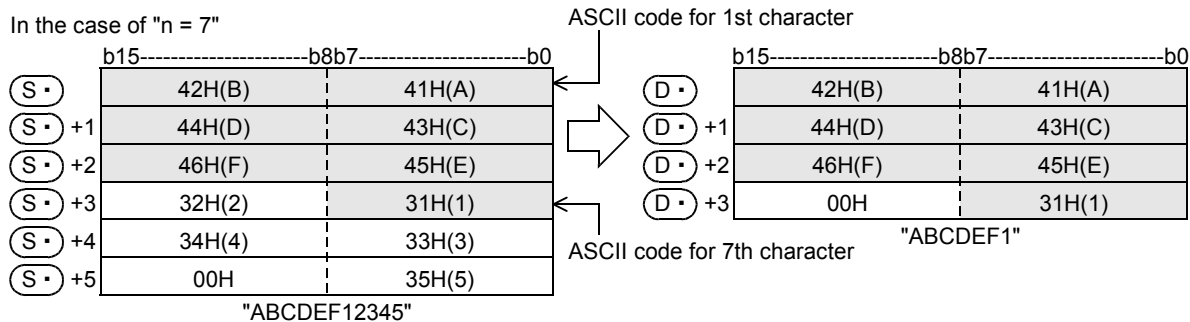 In the case of "n = 7"
ASCII code for 1st character
b15-----------------------b8b7-----------------------b0
b15-----------------------b8b7-----------------------b0
S· 42H(B) 41H(A)
D· 42H(B) 41H(A)
S· +1 44H(D) 43H(C)
D· +1 44H(D) 43H(C)
S· +2 46H(F) 45H(E)
D· +2 46H(F) 45H(E)
S· +3 32H(2) 31H(1)
D· +3 00H 31H(1)
S· +4 34H(4) 33H(3)
"ABCDEF1"
ASCII code for 7th character
S· +5 00H 35H(5)
"ABCDEF12345"